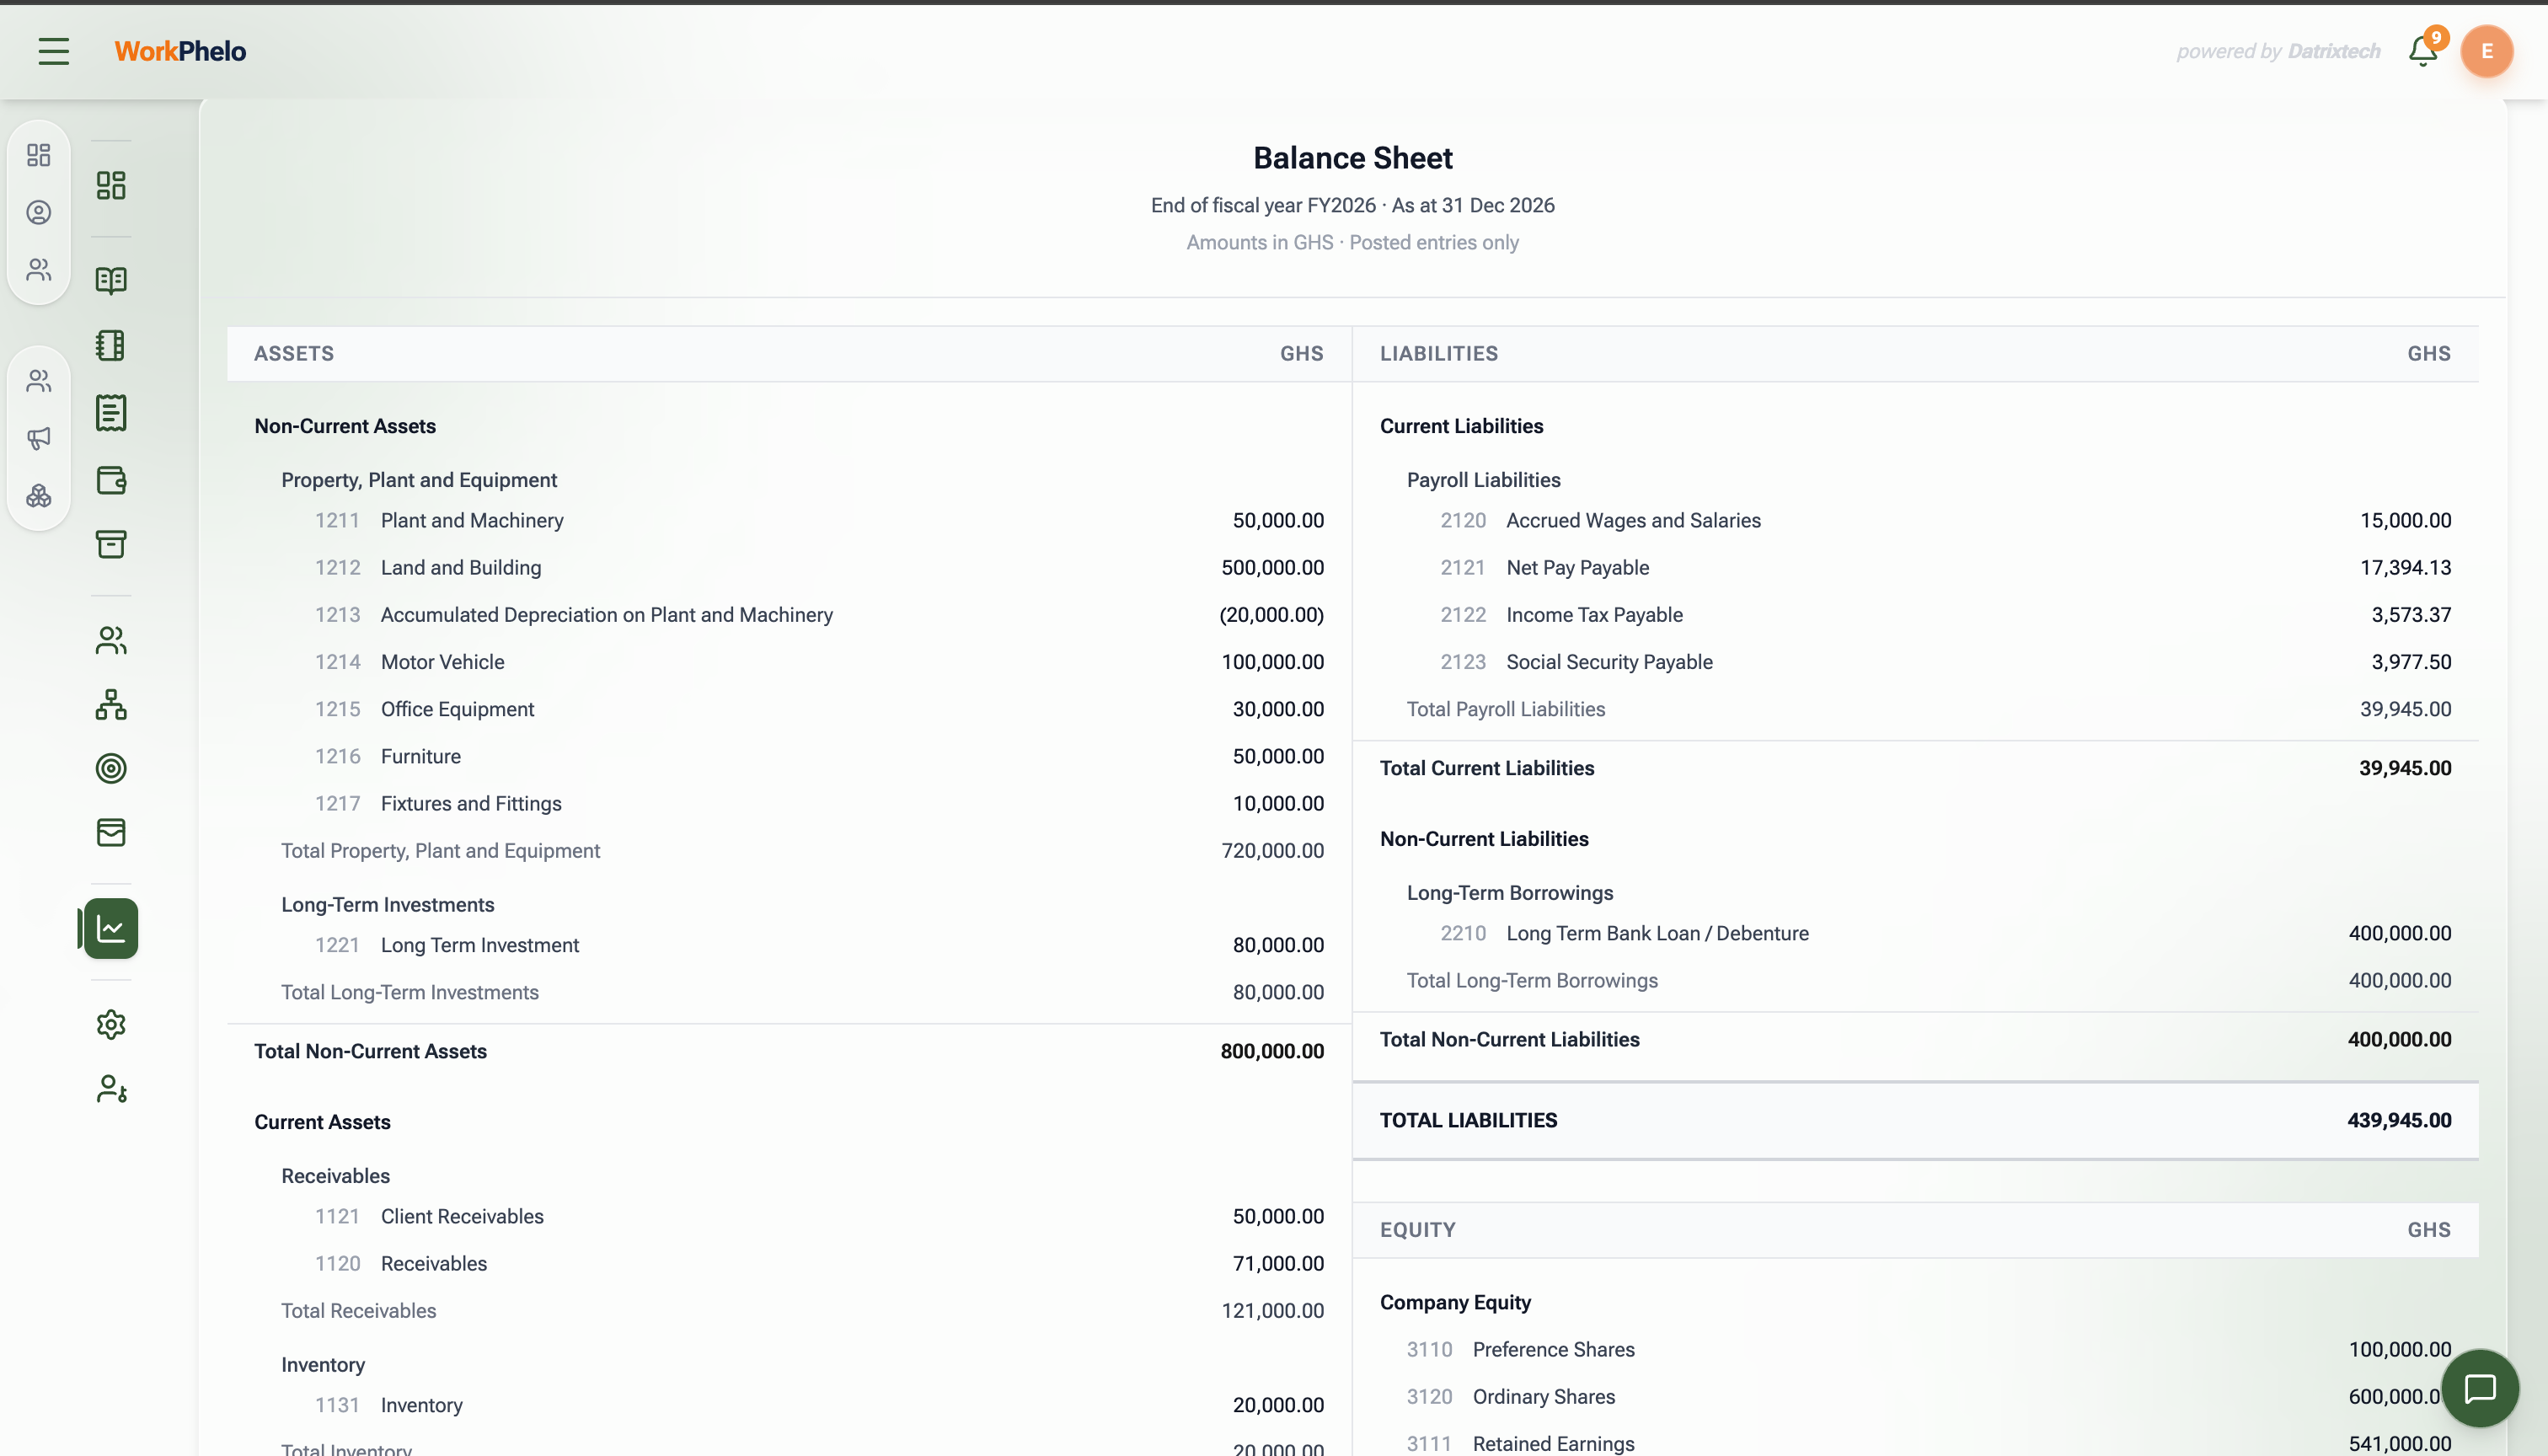 WorkPhelo
powered by Datrixtech
9
E
Balance Sheet
End of fiscal year FY2026 · As at 31 Dec 2026
Amounts in GHS · Posted entries only
ASSETS GHS
Non-Current Assets
Property, Plant and Equipment
1211 Plant and Machinery 50,000.00
1212 Land and Building 500,000.00
1213 Accumulated Depreciation on Plant and Machinery (20,000.00)
1214 Motor Vehicle 100,000.00
1215 Office Equipment 30,000.00
1216 Furniture 50,000.00
1217 Fixtures and Fittings 10,000.00
Total Property, Plant and Equipment 720,000.00
Long-Term Investments
1221 Long Term Investment 80,000.00
Total Long-Term Investments 80,000.00
Total Non-Current Assets 800,000.00
Current Assets
Receivables
1121 Client Receivables 50,000.00
1120 Receivables 71,000.00
Total Receivables 121,000.00
Inventory
1131 Inventory 20,000.00
Total Inventory 20,000.00
LIABILITIES GHS
Current Liabilities
Payroll Liabilities
2120 Accrued Wages and Salaries 15,000.00
2121 Net Pay Payable 17,394.13
2122 Income Tax Payable 3,573.37
2123 Social Security Payable 3,977.50
Total Payroll Liabilities 39,945.00
Total Current Liabilities 39,945.00
Non-Current Liabilities
Long-Term Borrowings
2210 Long Term Bank Loan / Debenture 400,000.00
Total Long-Term Borrowings 400,000.00
Total Non-Current Liabilities 400,000.00
TOTAL LIABILITIES 439,945.00
EQUITY GHS
Company Equity
3110 Preference Shares 100,000.00
3120 Ordinary Shares 600,000.0
3111 Retained Earnings 541,000.00